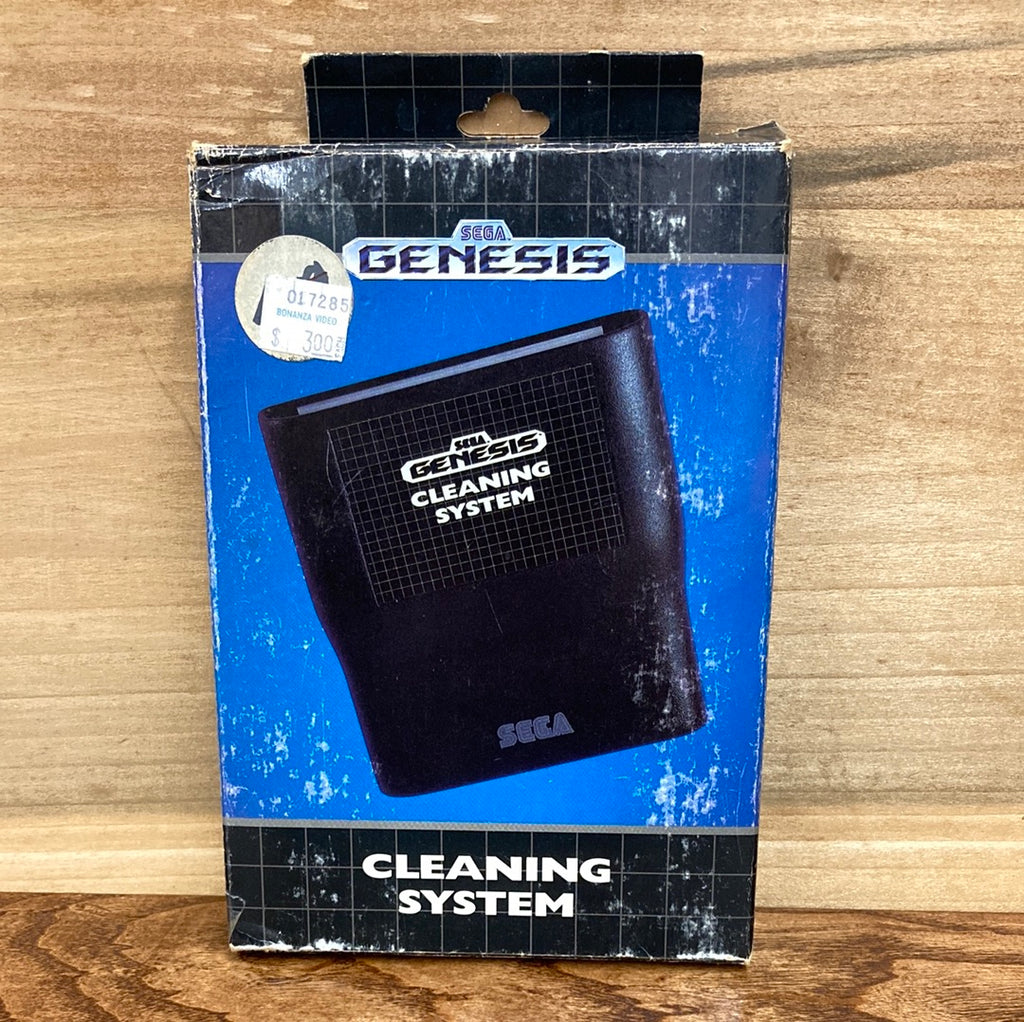 SEGA
GENESIS
017285
BONANZA VIDEO
$ 300
SEGA
GENESIS
CLEANING
SYSTEM
SEGA
CLEANING
SYSTEM